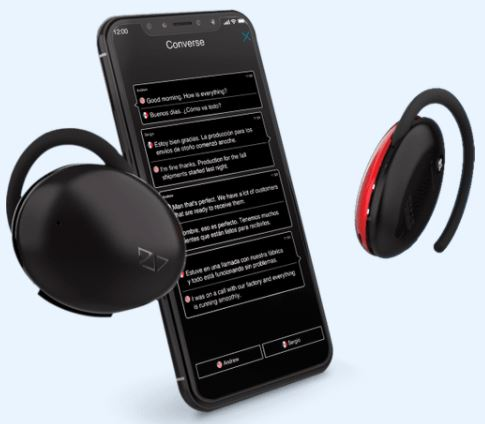 12:00
Converse
Andrew
Good morning. How is everything?
Buenos días. ¿Cómo va todo?
Sergio
Estoy bien gracias. La producción para los
envíos de otoño comenzó anoche.
I'm fine thanks. Production for the fall
shipments started last night.
Man that's perfect. We have a lot of customers
that are ready to receive them.
ombre, eso es perfecto. Tenemos muchos
ientes que están listos para recibirlos.
Estuve en una llamada con nuestra fábrica
y todo está funcionando sin problemas.
I was on a call with our factory and everything
is running smoothly.
Andrew
Sergio